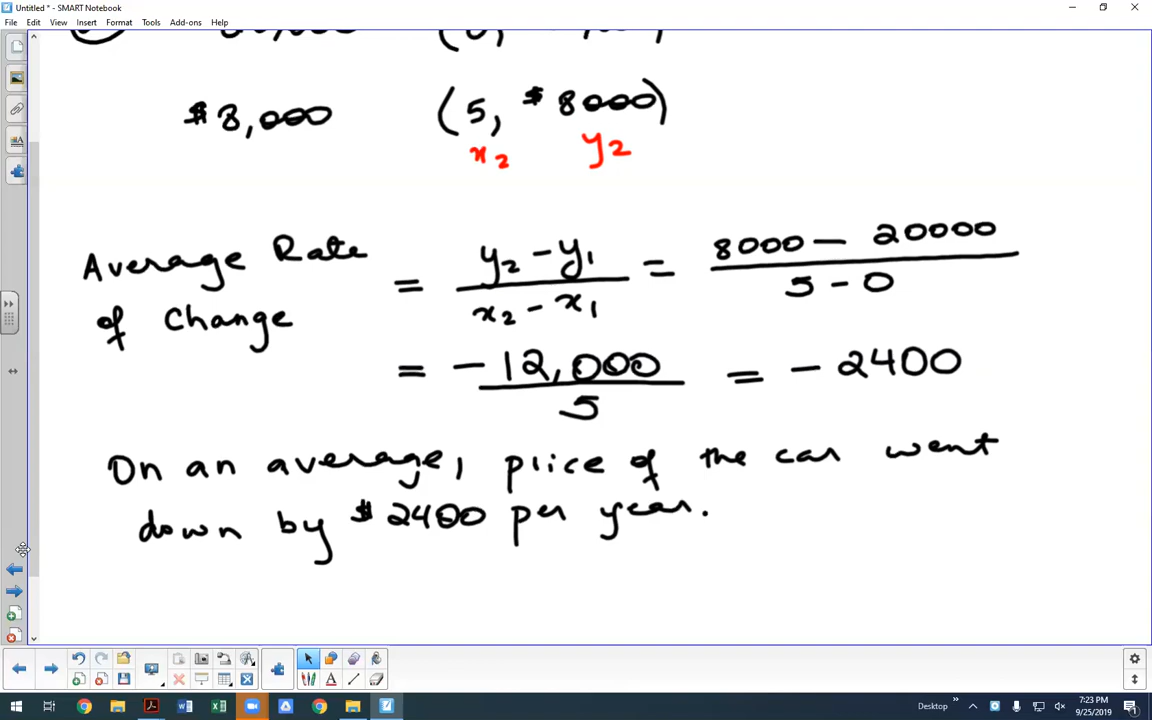 Untitled * - SMART Notebook
File Edit View Insert Format Tools Add-ons Help
$8,000 (5, $8000)
x2 y2
Average Rate of Change = y2 - y1 / x2 - x1 = 8000 - 20000 / 5 - 0
= -12,000 / 5 = -2400
On an average, price of the car went
down by $2400 per year.
Desktop
7:23 PM
9/25/2019